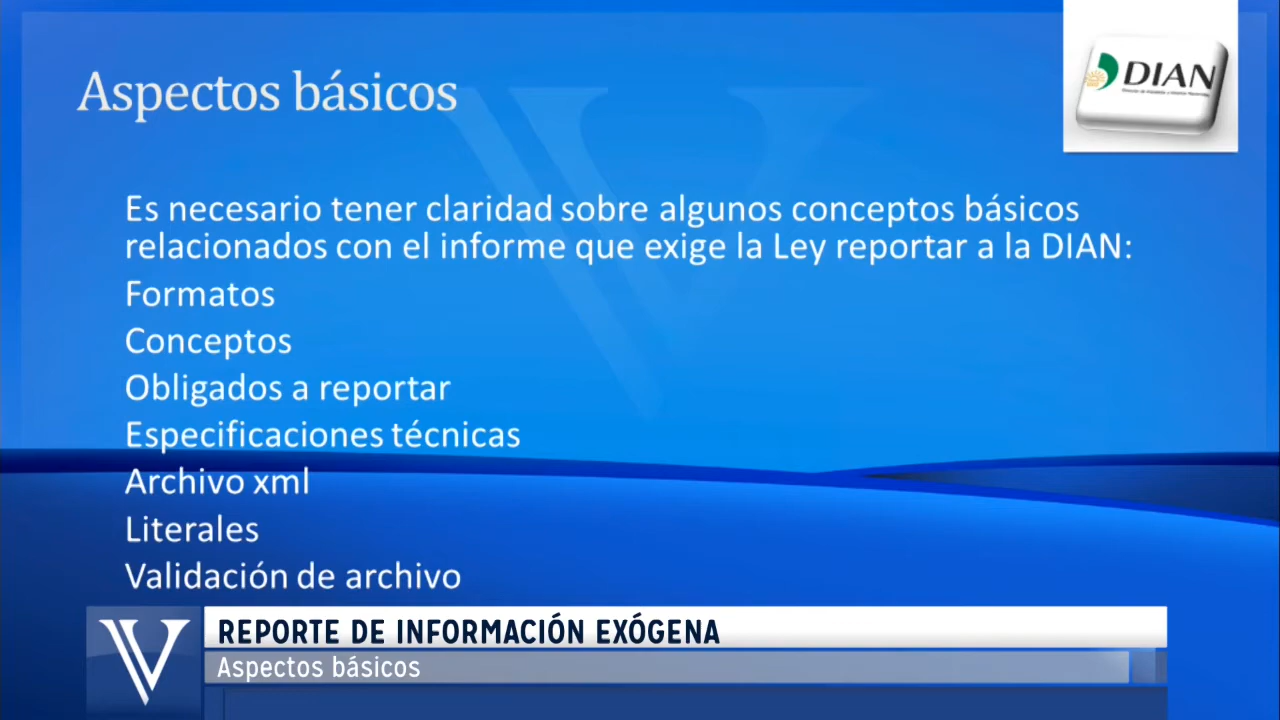 Aspectos básicos
DIAN
Es necesario tener claridad sobre algunos conceptos básicos
relacionados con el informe que exige la Ley reportar a la DIAN:
Formatos
Conceptos
Obligados a reportar
Especificaciones técnicas
Archivo xml
Literales
Validación de archivo
V
REPORTE DE INFORMACIÓN EXÓGENA
Aspectos básicos